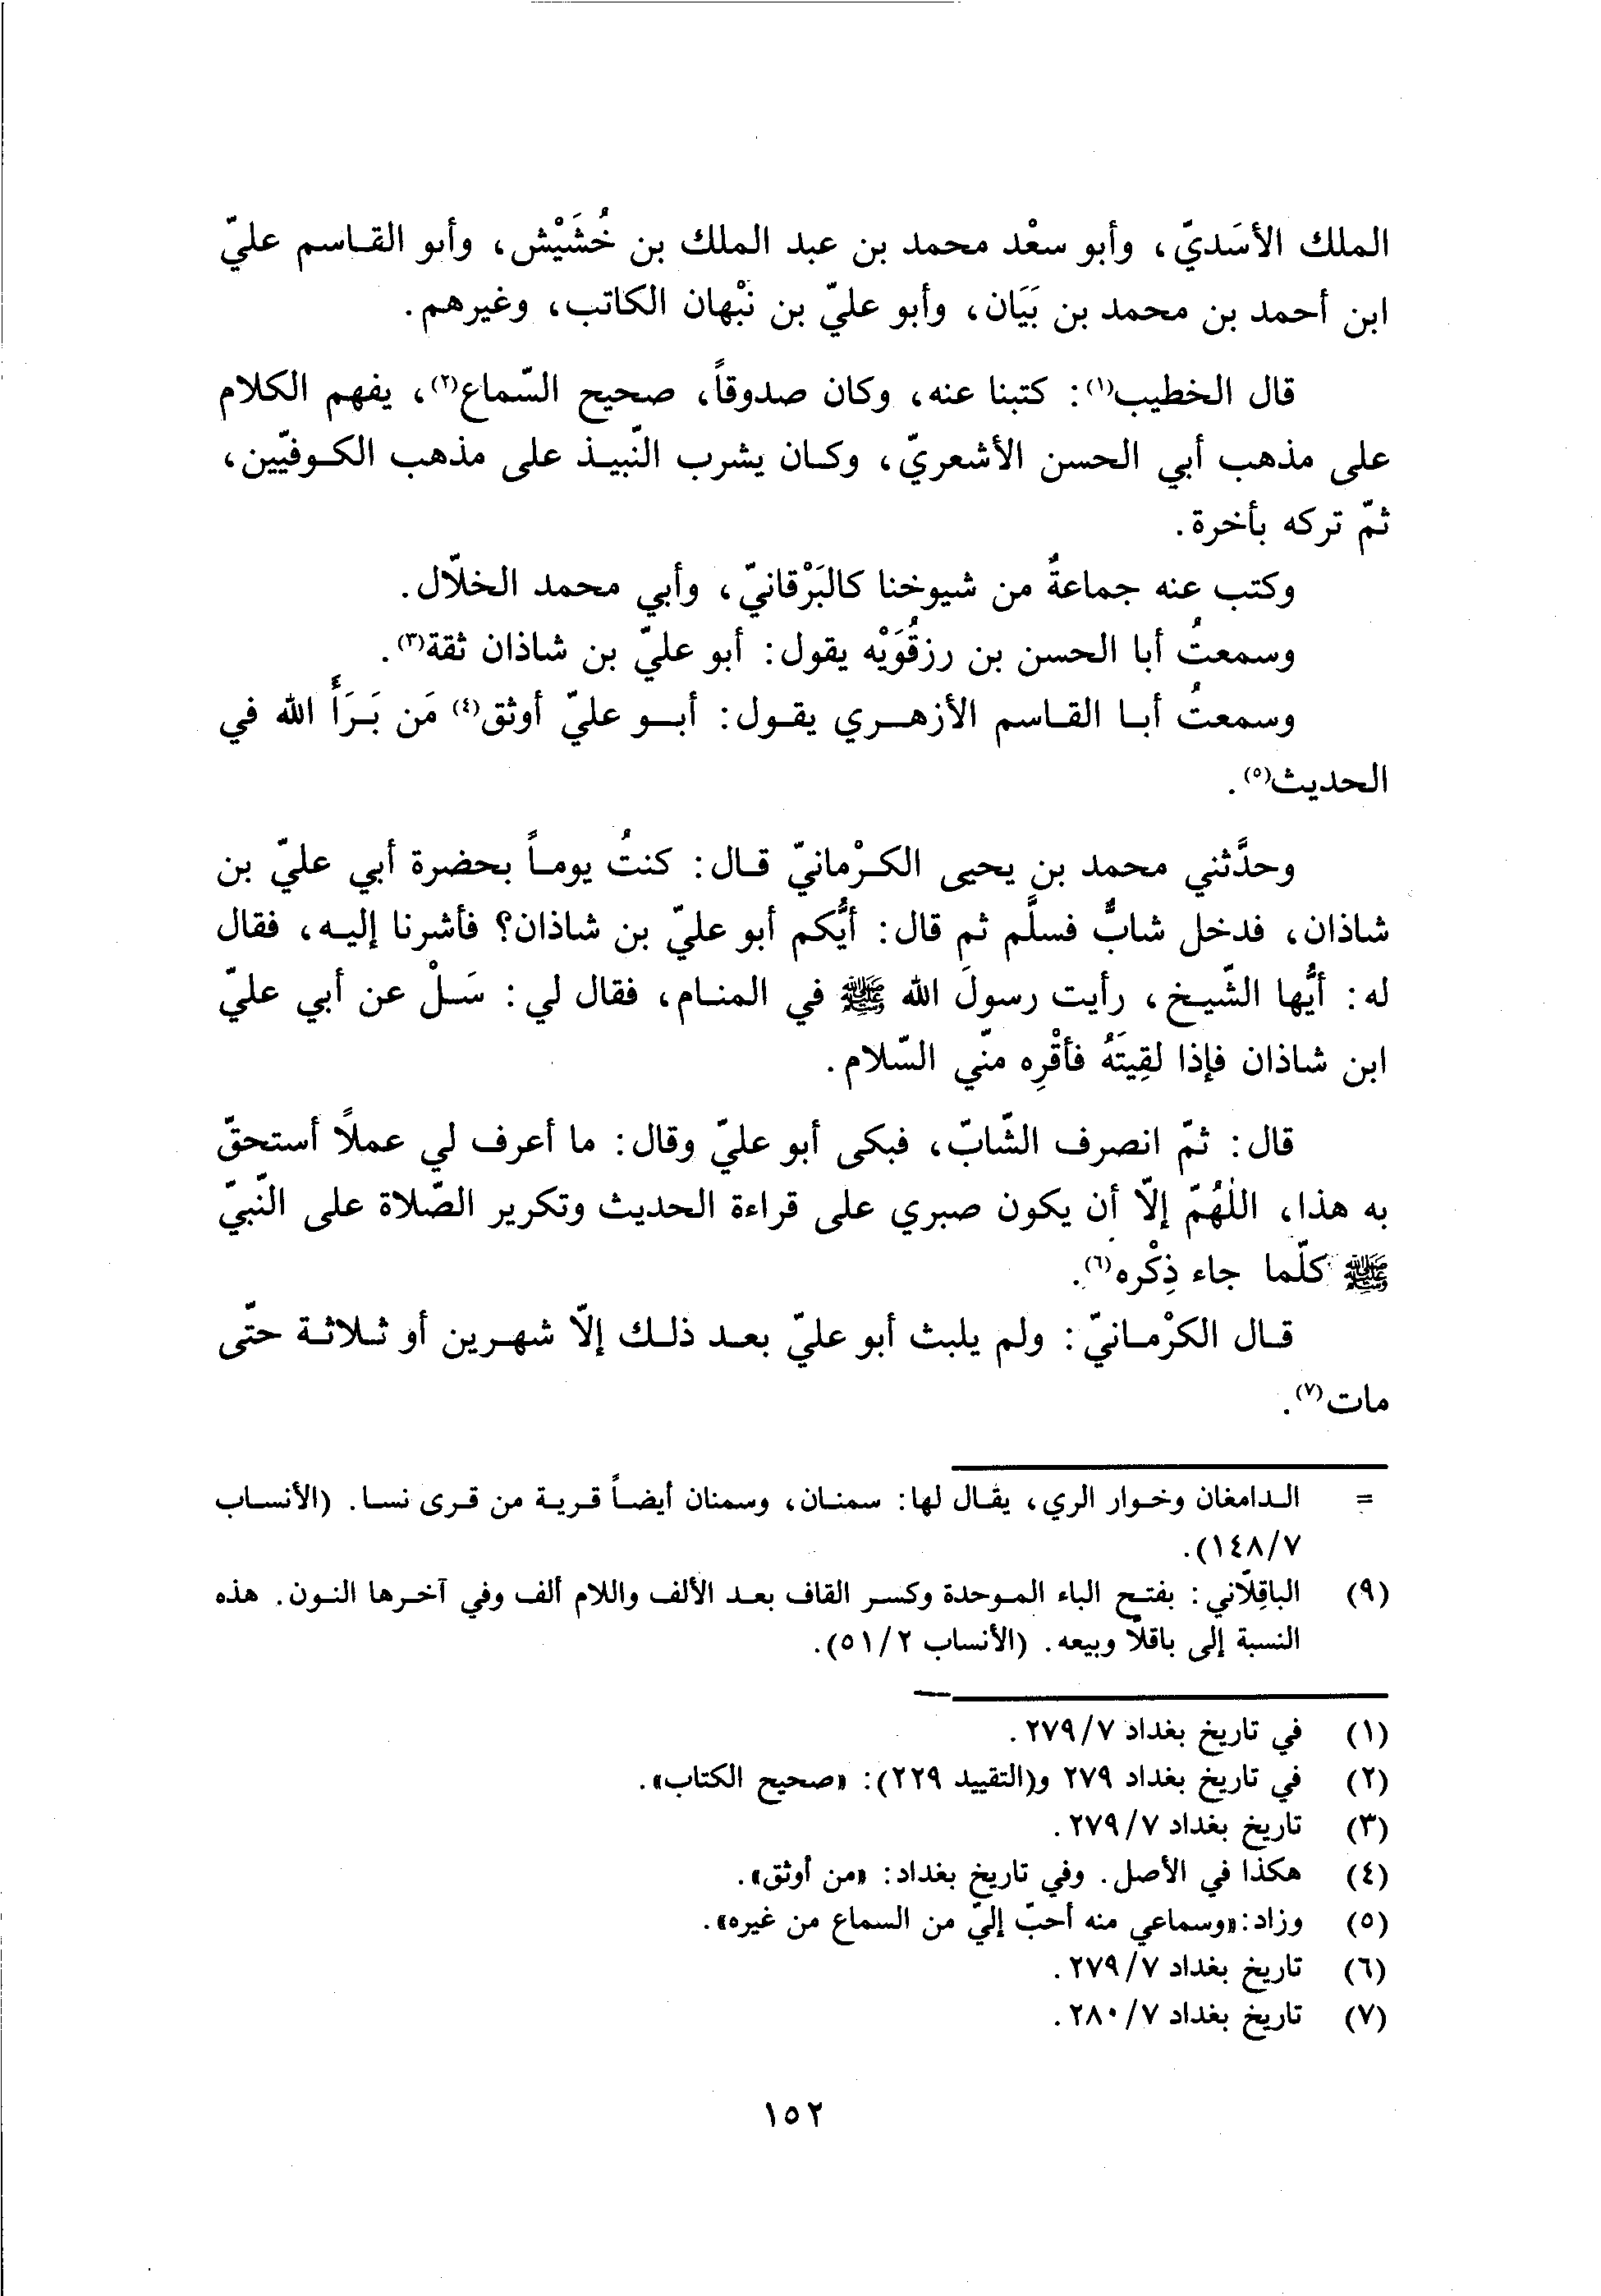 الملك الأسَديّ، وأبو سعْد محمد بن عبد الملك بن خُشَيْش، وأبو القاسم عليّ
ابن أحمد بن محمد بن بَيَان، وأبو عليّ بن نَبْهان الكاتب، وغيرهم.
قال الخطيب(١): كتبنا عنه، وكان صدوقاً، صحيح السّماع(٢)، يفهم الكلام
على مذهب أبي الحسن الأشعريّ، وكان يشرب النّبيذ على مذهب الكوفيّين،
ثمّ تركه بأخرة.
وكتب عنه جماعةٌ من شيوخنا كالبَرْقانيّ، وأبي محمد الخلّال.
وسمعتُ أبا الحسن بن رزقُوَيْه يقول: أبو عليّ بن شاذان ثقة(٣).
وسمعتُ أبا القاسم الأزهري يقول: أبو عليّ أوثق(٤) مَن بَرَأَ الله في
الحديث(٥).
وحدَّثني محمد بن يحيى الكرْمانيّ قال: كنتُ يوماً بحضرة أبي عليّ بن
شاذان، فدخل شابٌّ فسلَّم ثم قال: أيُّكم أبو عليّ بن شاذان؟ فأشرنا إليه، فقال
له: أيُّها الشّيخ، رأيت رسولَ الله ﷺ في المنام، فقال لي: سَلْ عن أبي عليّ
ابن شاذان فإذا لقِيتَهُ فأقْرِه منّي السّلام.
قال: ثمّ انصرف الشّابّ، فبكى أبو عليّ وقال: ما أعرف لي عملاً أستحقّ
به هذا، اللّهُمّ إلّا أن يكون صبري على قراءة الحديث وتكرير الصّلاة على النّبيّ
ﷺ كلّما جاء ذِكْره(٦).
قال الكرْمانيّ: ولم يلبث أبو عليّ بعد ذلك إلّا شهرين أو ثلاثة حتّى
مات(٧).
= الدامغان وخوار الري، يقال لها: سمنان، وسمنان أيضاً قرية من قرى نسا. (الأنساب
٧/١٤٨).
(٩) الباقِلّاني: بفتح الباء الموحدة وكسر القاف بعد الألف واللام ألف وفي آخرها النون. هذه
النسبة إلى باقلّا وبيعه. (الأنساب ٢/٥١).
(١) في تاريخ بغداد ٧/٢٧٩.
(٢) في تاريخ بغداد ٢٧٩ و(التقييد ٢٢٩): «صحيح الكتاب».
(٣) تاريخ بغداد ٧/٢٧٩.
(٤) هكذا في الأصل. وفي تاريخ بغداد: «من أوثق».
(٥) وزاد: «وسماعي منه أحبّ إليّ من السماع من غيره».
(٦) تاريخ بغداد ٧/٢٧٩.
(٧) تاريخ بغداد ٧/٢٨٠.
١٥٢